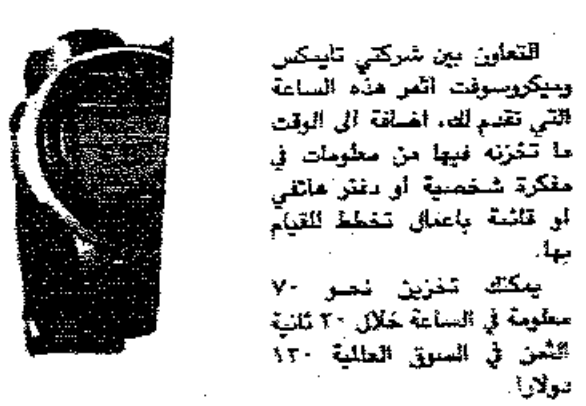 التعاون بين شركتي تايمكس
وميكروسوفت اثمر هذه الساعة
التي تقدم لك، اضافة الى الوقت
ما تخزنه فيها من معلومات في
مفكرة شخصية او دفتر هاتفي
او قائمة باعمال تخطط للقيام
بها.
يمكنك تخزين نحو ٧٠
معلومة في الساعة خلال ٢٠ ثانية
الثمن في السوق العالمية ١٣٠
دولارا.